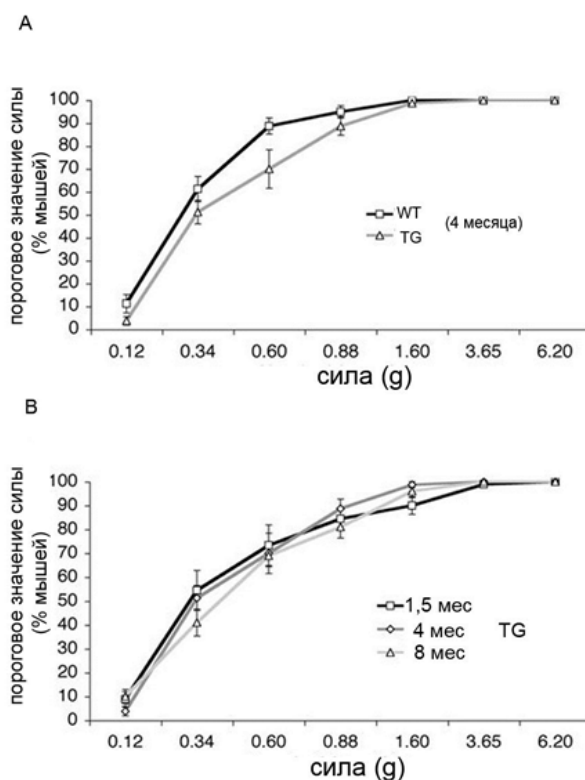 A
пороговое значение силы
(% мышей)
100
90
80
70
60
50
40
30
20
10
0
WT
TG
(4 месяца)
0.12 0.34 0.60 0.88 1.60 3.65 6.20
сила (g)
B
пороговое значение силы
(% мышей)
100
90
80
70
60
50
40
30
20
10
0
1,5 мес
4 мес
8 мес
TG
0.12 0.34 0.60 0.88 1.60 3.65 6.20
сила (g)